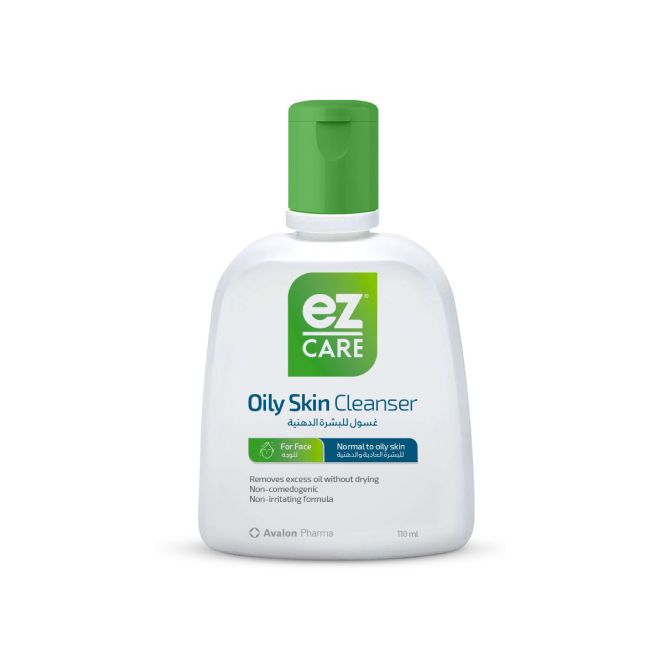 ez®
CARE
Oily Skin Cleanser
غسول للبشرة الدهنية
For Face
للوجه
Normal to oily skin
للبشرة العادية والدهنية
Removes excess oil without drying
Non-comedogenic
Non-irritating formula
Avalon Pharma
110 ml